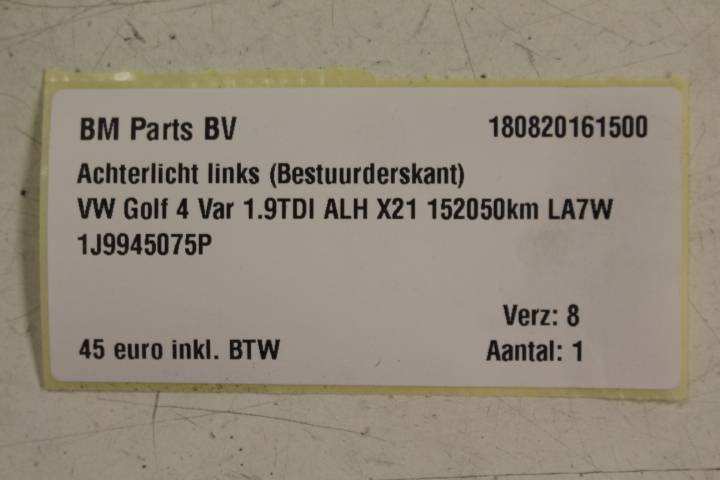 BM Parts BV 180820161500
Achterlicht links (Bestuurderskant)
VW Golf 4 Var 1.9TDI ALH X21 152050km LA7W
1J9945075P
Verz: 8
45 euro inkl. BTW Aantal: 1